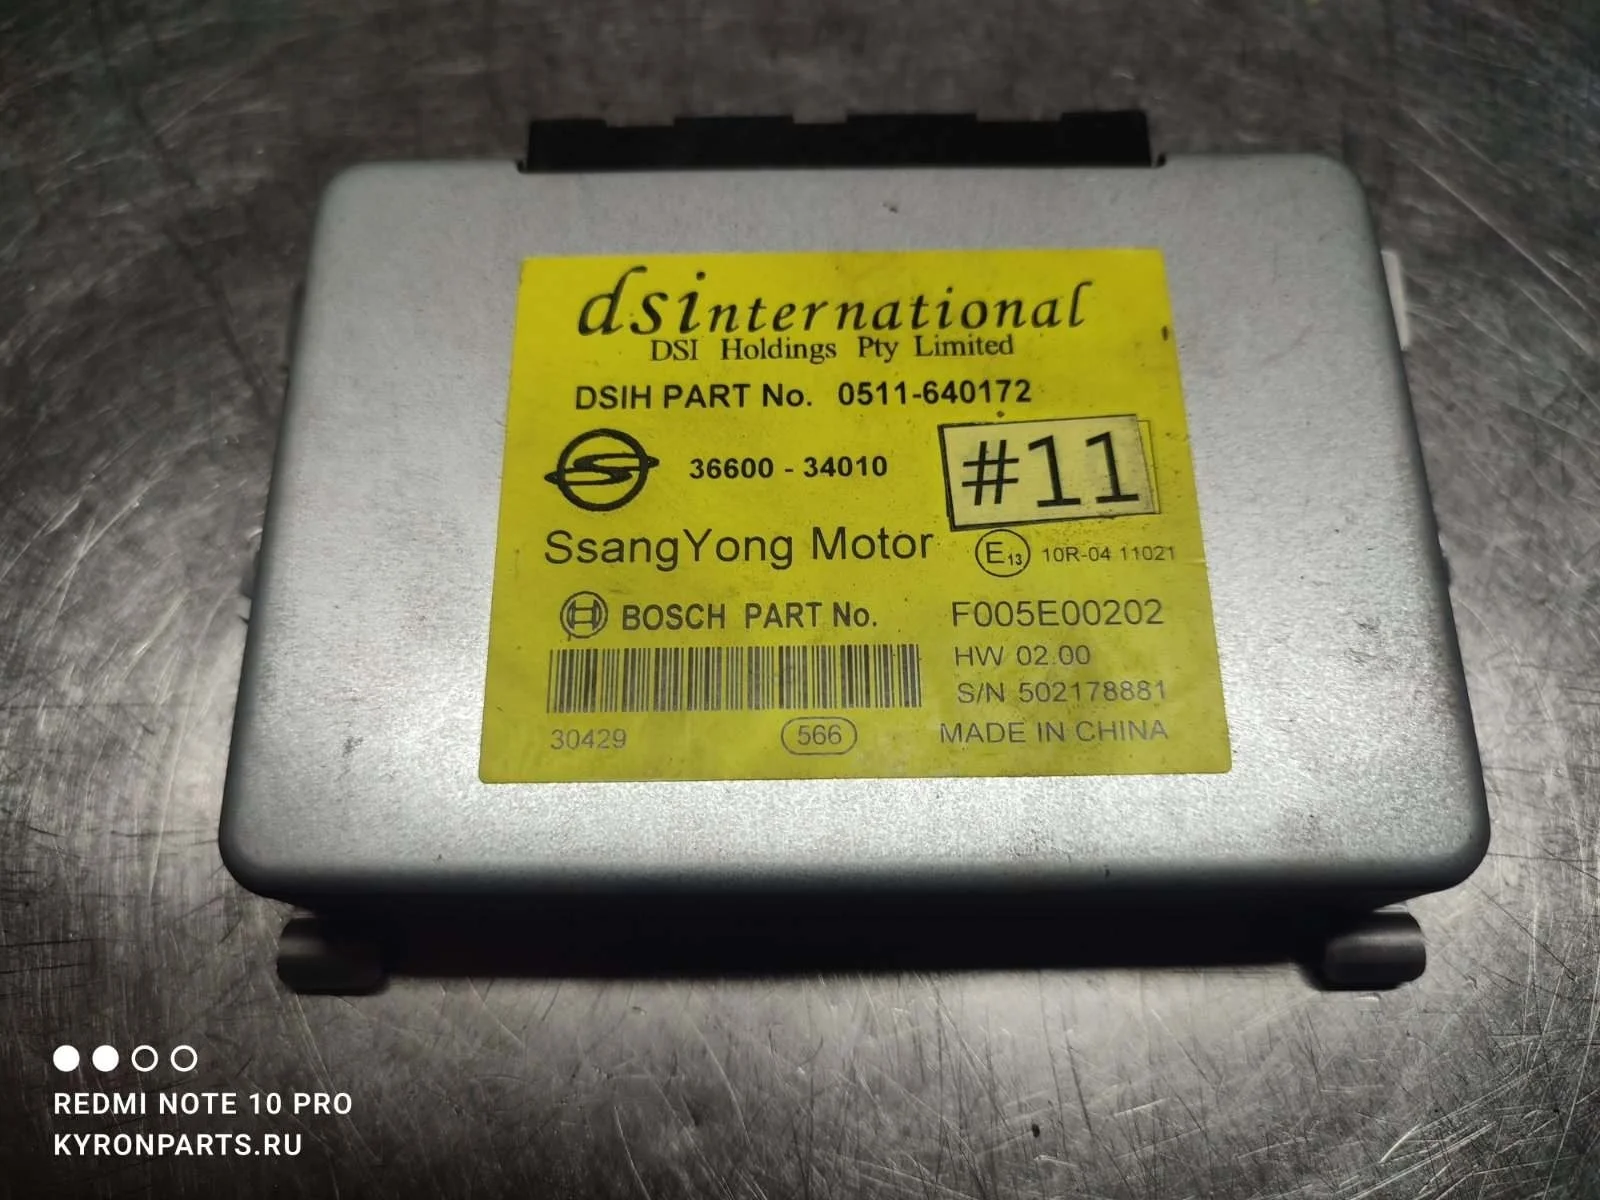 dsinternational
DSI Holdings Pty Limited
DSIH PART No. 0511-640172
36600 - 34010
#11
SsangYong Motor
E13 10R-04 11021
BOSCH PART No. F005E00202
HW 02.00
S/N 502178881
30429 566 MADE IN CHINA
REDMI NOTE 10 PRO
KYRONPARTS.RU